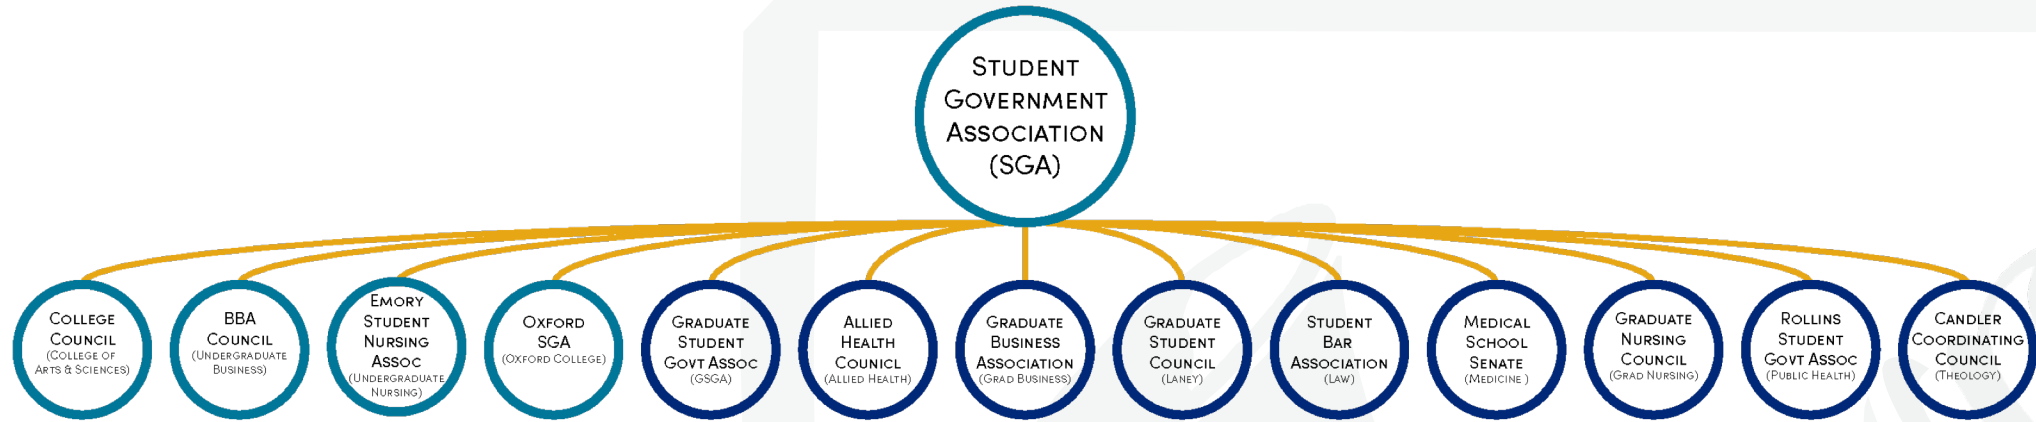 STUDENT
GOVERNMENT
ASSOCIATION
(SGA)
COLLEGE
COUNCIL
(COLLEGE OF
ARTS & SCIENCES)
BBA
COUNCIL
(UNDERGRADUATE
BUSINESS)
EMORY
STUDENT
NURSING
ASSOC
(UNDERGRADUATE
NURSING)
OXFORD
SGA
(OXFORD COLLEGE)
GRADUATE
STUDENT
GOVT ASSOC
(GSGA)
ALLIED
HEALTH
COUNICL
(ALLIED HEALTH)
GRADUATE
BUSINESS
ASSOCIATION
(GRAD BUSINESS)
GRADUATE
STUDENT
COUNCIL
(LANEY)
STUDENT
BAR
ASSOCIATION
(LAW)
MEDICAL
SCHOOL
SENATE
(MEDICINE )
GRADUATE
NURSING
COUNCIL
(GRAD NURSING)
ROLLINS
STUDENT
GOVT ASSOC
(PUBLIC HEALTH)
CANDLER
COORDINATING
COUNCIL
(THEOLOGY)